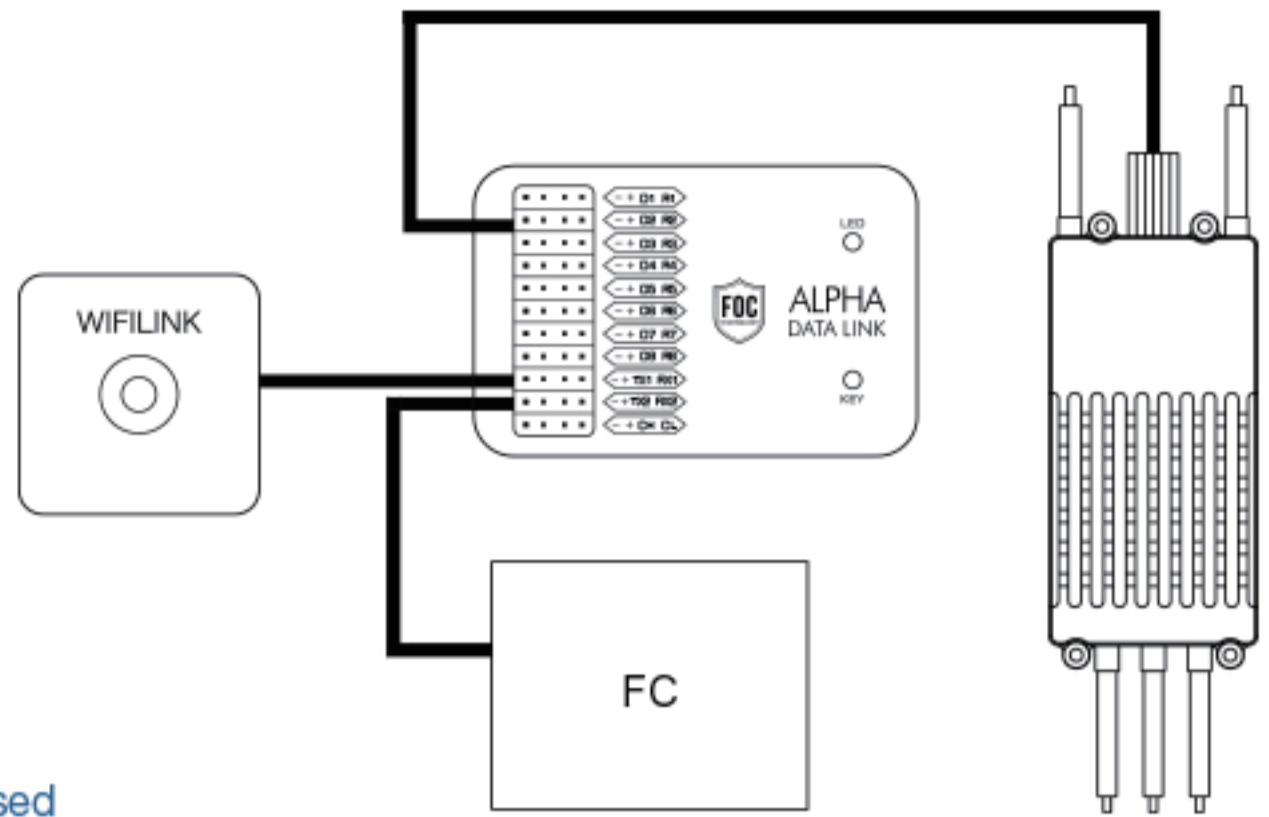 - + D1 R1
- + D2 R2
- + D3 R3
- + D4 R4
- + D5 R5
- + D6 R6
- + D7 R7
- + D8 R8
- + TX1 RX1
- + TX2 RX2
- + CH CL
LED
FOC
ALPHA
DATA LINK
KEY
WIFILINK
FC
sed